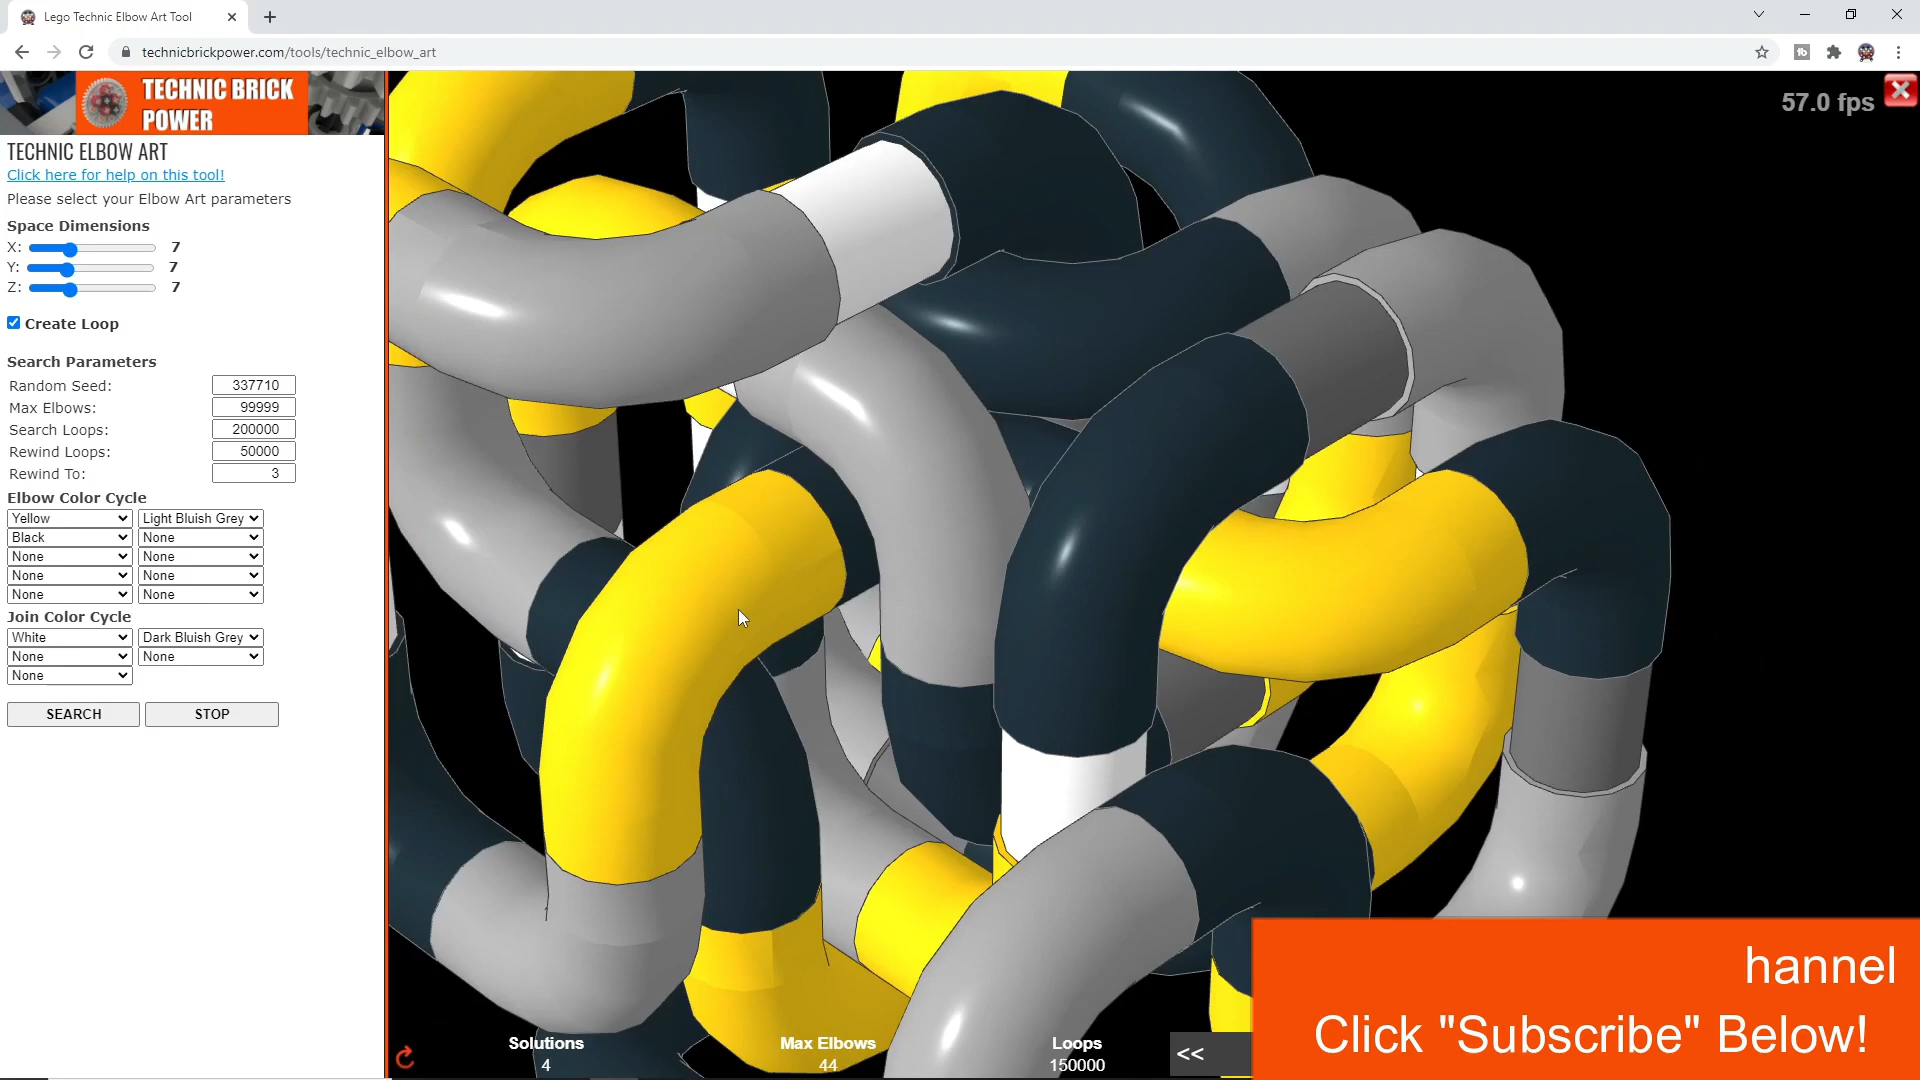 Lego Technic Elbow Art Tool
technicbrickpower.com/tools/technic_elbow_art
TECHNIC BRICK
POWER
57.0 fps
TECHNIC ELBOW ART
Click here for help on this tool!
Please select your Elbow Art parameters
Space Dimensions
X: 7
Y: 7
Z: 7
Create Loop
Search Parameters
Random Seed: 337710
Max Elbows: 99999
Search Loops: 200000
Rewind Loops: 50000
Rewind To: 3
Elbow Color Cycle
Yellow Light Bluish Grey
Black None
None None
None None
None None
Join Color Cycle
White Dark Bluish Grey
None None
None
SEARCH STOP
Solutions Max Elbows Loops
4 44 150000
<<
hannel
Click "Subscribe" Below!